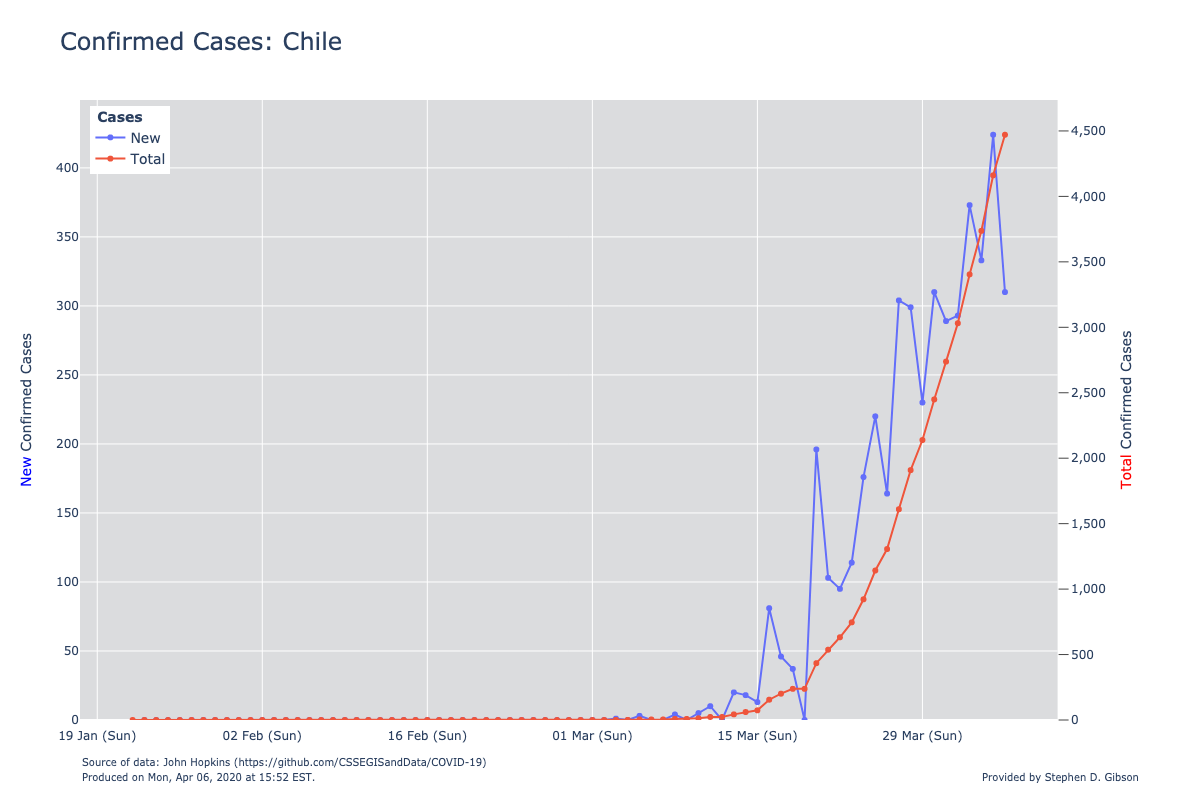 Confirmed Cases: Chile
Cases
New
Total
400
350
300
250
200
150
100
50
0
New Confirmed Cases
4,500
4,000
3,500
3,000
2,500
2,000
1,500
1,000
500
0
Total Confirmed Cases
19 Jan (Sun) 02 Feb (Sun) 16 Feb (Sun) 01 Mar (Sun) 15 Mar (Sun) 29 Mar (Sun)
Source of data: John Hopkins (https://github.com/CSSEGISandData/COVID-19)
Produced on Mon, Apr 06, 2020 at 15:52 EST.
Provided by Stephen D. Gibson